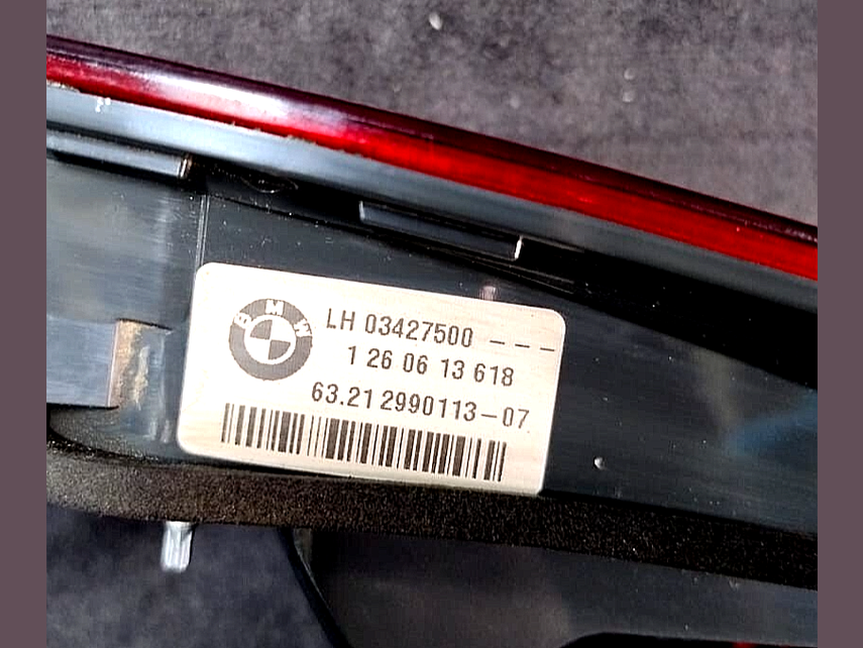 BMW
LH 03427500 - - -
1 26 06 13 618
63.21 2990113-07